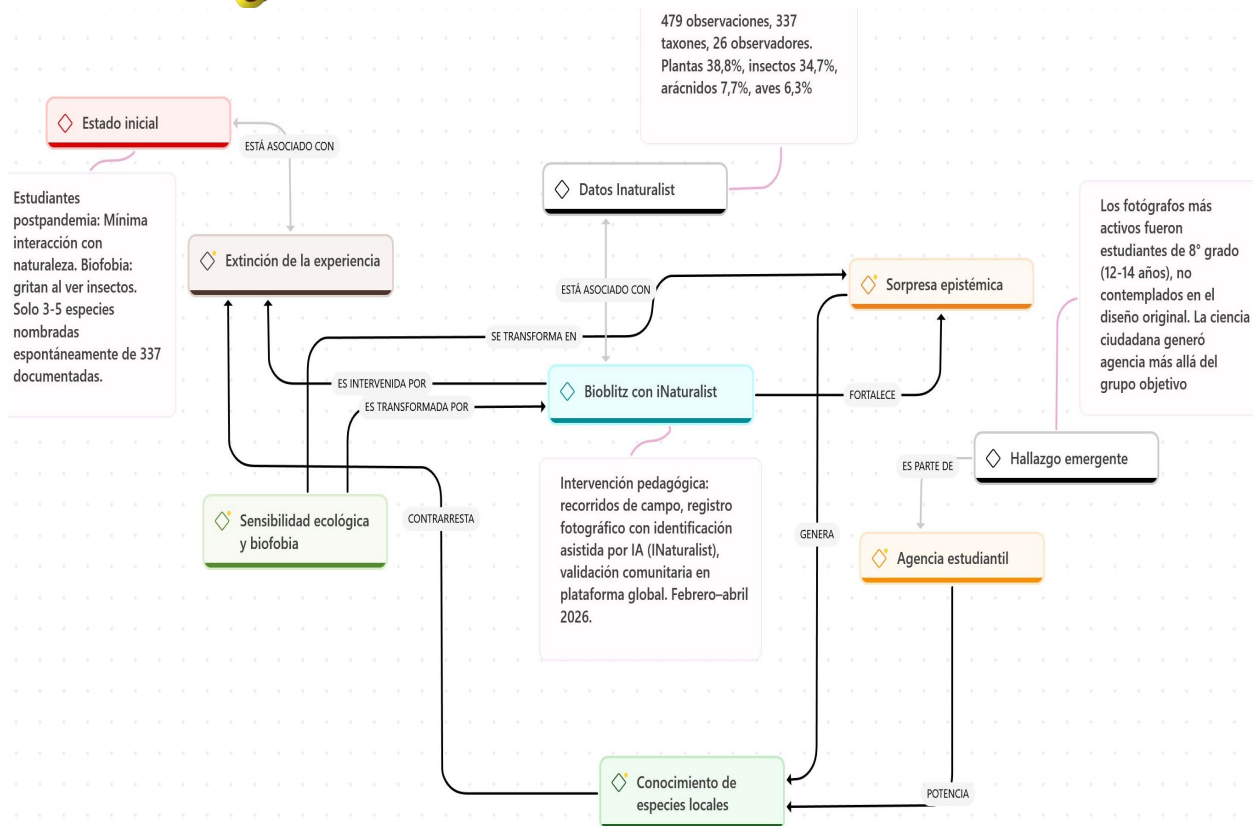 479 observaciones, 337
taxones, 26 observadores.
Plantas 38,8%, insectos 34,7%,
arácnidos 7,7%, aves 6,3%
Estado inicial
ESTÁ ASOCIADO CON
Estudiantes
postpandemia: Mínima
interacción con
naturaleza. Biofobia:
gritan al ver insectos.
Solo 3-5 especies
nombradas
espontáneamente de 337
documentadas.
Extinción de la experiencia
Datos Inaturalist
ESTÁ ASOCIADO CON
Sorpresa epistémica
Los fotógrafos más
activos fueron
estudiantes de 8° grado
(12-14 años), no
contemplados en el
diseño original. La ciencia
ciudadana generó
agencia más allá del
grupo objetivo
SE TRANSFORMA EN
ES INTERVENIDA POR
ES TRANSFORMADA POR
Bioblitz con iNaturalist
FORTALECE
Hallazgo emergente
ES PARTE DE
Intervención pedagógica:
recorridos de campo, registro
fotográfico con identificación
asistida por IA (INaturalist),
validación comunitaria en
plataforma global. Febrero–abril
2026.
Sensibilidad ecológica
y biofobia
CONTRARRESTA
GENERA
Agencia estudiantil
Conocimiento de
especies locales
POTENCIA